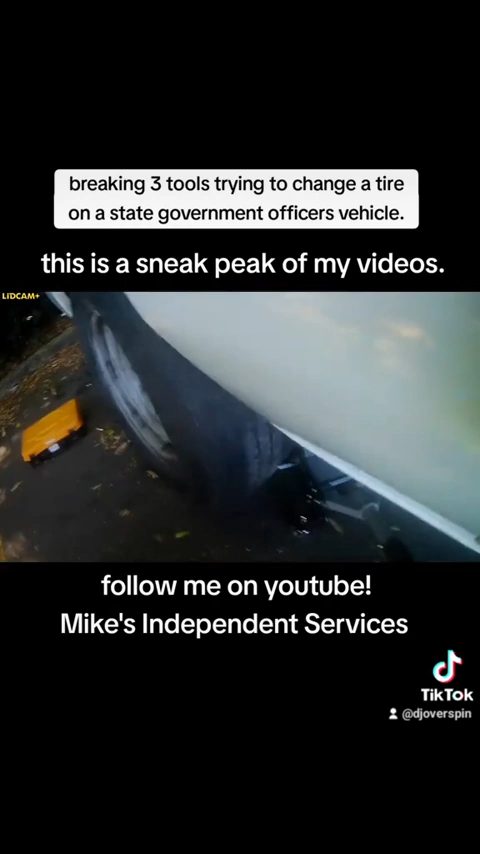 breaking 3 tools trying to change a tire
on a state government officers vehicle.
this is a sneak peak of my videos.
LIDCAM+
follow me on youtube!
Mike's Independent Services
TikTok
@djoverspin